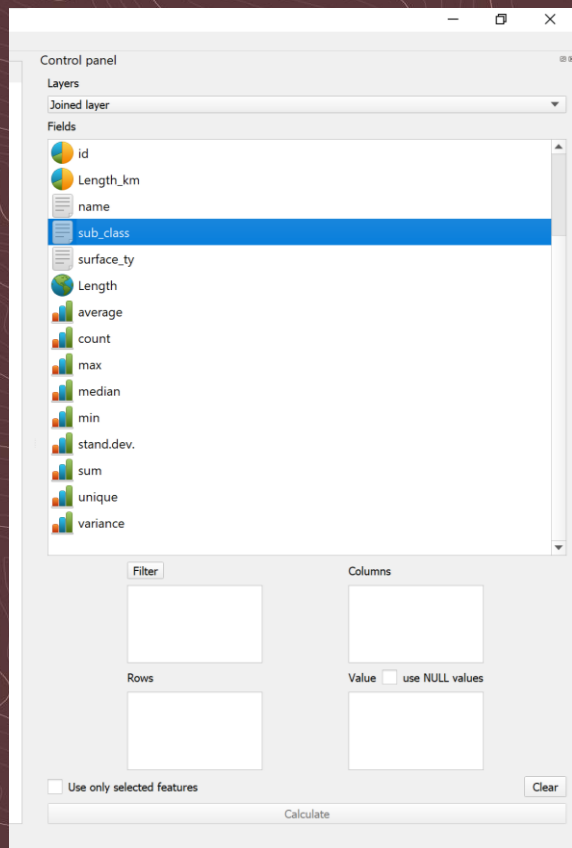 Control panel
Layers
Joined layer
Fields
id
Length_km
name
sub_class
surface_ty
Length
average
count
max
median
min
stand.dev.
sum
unique
variance
Filter
Columns
Rows
Value use NULL values
Use only selected features
Clear
Calculate